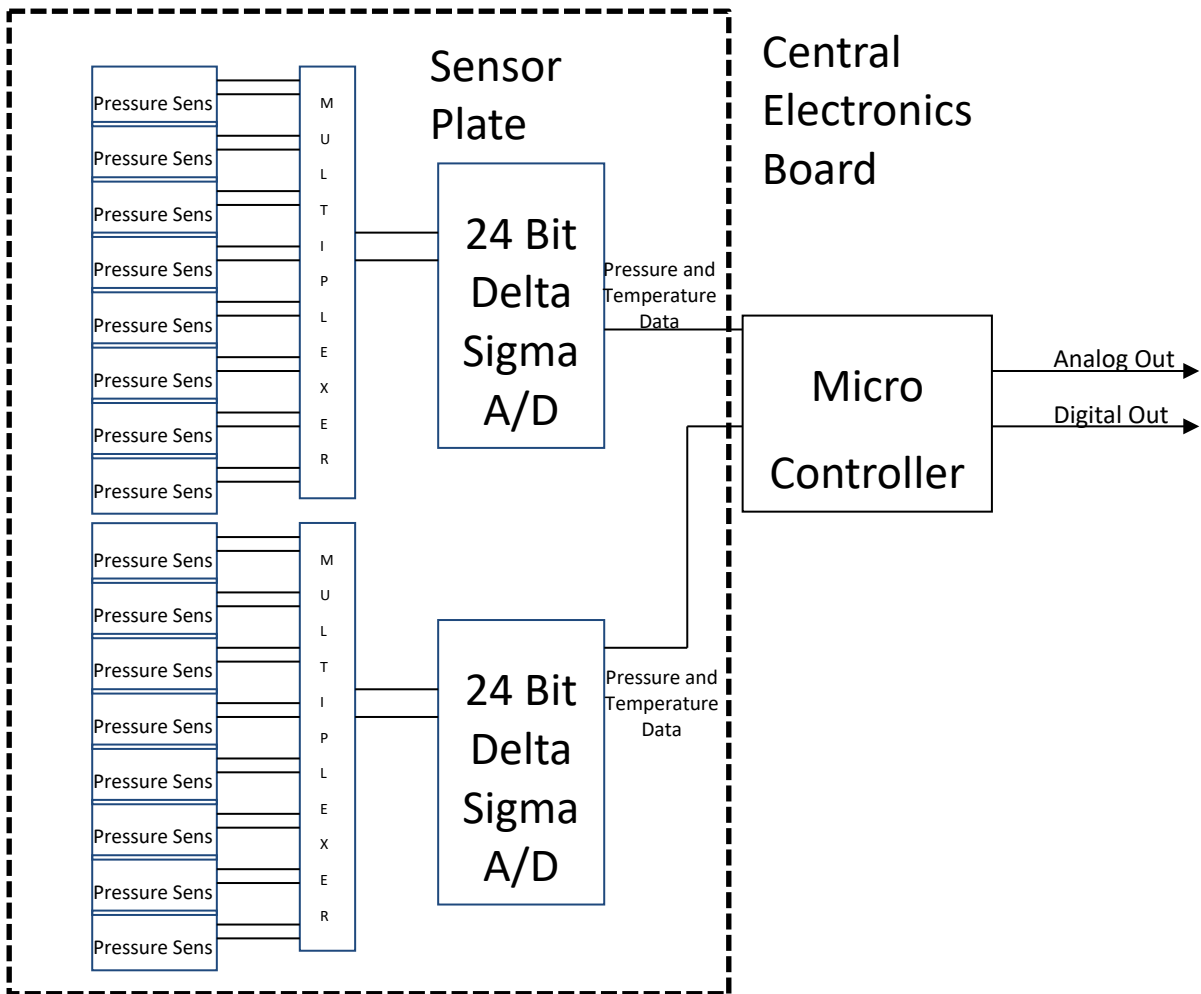 Sensor
Plate
Central
Electronics
Board
Pressure Sens
Pressure Sens
Pressure Sens
Pressure Sens
Pressure Sens
Pressure Sens
Pressure Sens
Pressure Sens
M
U
L
T
I
P
L
E
X
E
R
24 Bit
Delta
Sigma
A/D
Pressure and
Temperature
Data
Micro
Controller
Analog Out
Digital Out
Pressure Sens
Pressure Sens
Pressure Sens
Pressure Sens
Pressure Sens
Pressure Sens
Pressure Sens
Pressure Sens
M
U
L
T
I
P
L
E
X
E
R
24 Bit
Delta
Sigma
A/D
Pressure and
Temperature
Data